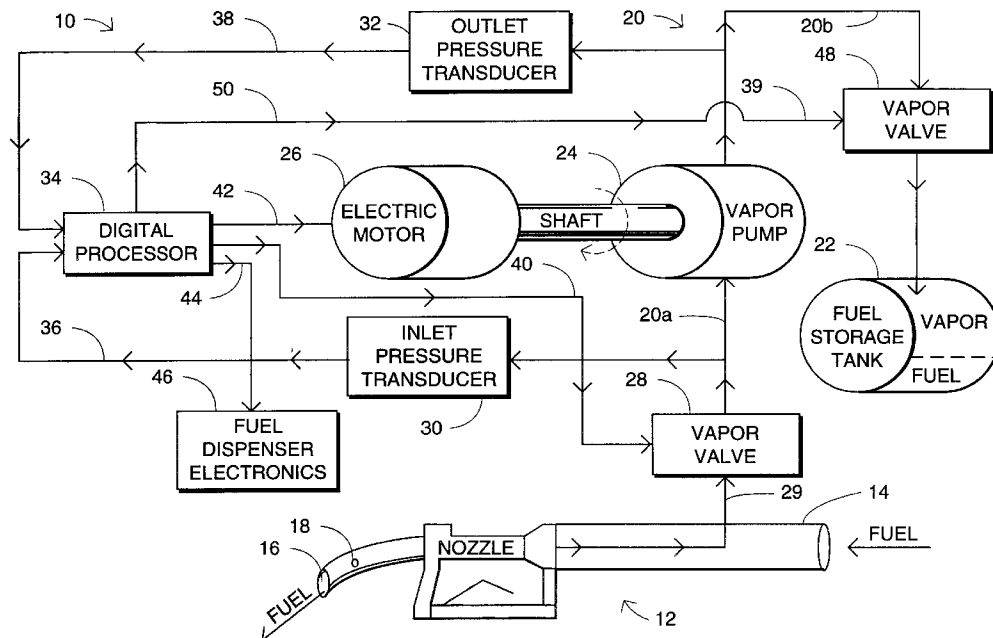 10
38
32
OUTLET
PRESSURE
TRANSDUCER
20
20b
48
50
39
VAPOR
VALVE
34
26
24
42
DIGITAL
PROCESSOR
ELECTRIC
MOTOR
SHAFT
VAPOR
PUMP
22
44
40
20a
FUEL
STORAGE
TANK
VAPOR
FUEL
36
INLET
PRESSURE
TRANSDUCER
46
30
28
FUEL
DISPENSER
ELECTRONICS
VAPOR
VALVE
29
14
18
16
NOZZLE
FUEL
FUEL
12